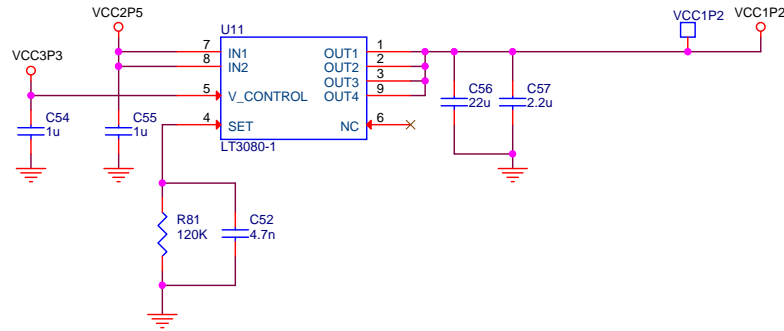 VCC2P5
VCC3P3
U11
VCC1P2
VCC1P2
7 IN1 OUT1 1
8 IN2 OUT2 2
OUT3 3
5 V_CONTROL OUT4 9
4 SET NC 6
LT3080-1
C54
1u
C55
1u
C56
22u
C57
2.2u
R81
120K
C52
4.7n